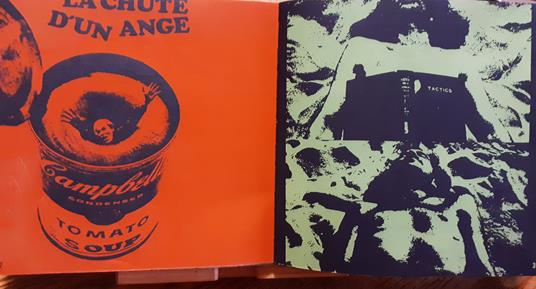 LA CHUTE
D'UN ANGE
Campbell's
CONDENSED
TOMATO
SOUP
TACTICS